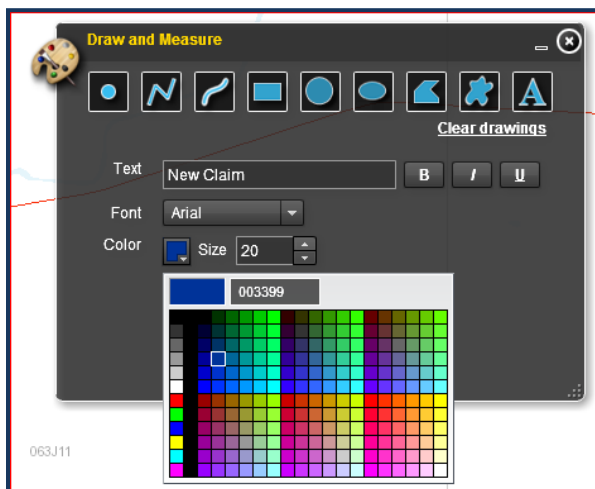 Draw and Measure
A
Clear drawings
Text New Claim B I U
Font Arial
Color Size 20
003399
063J11